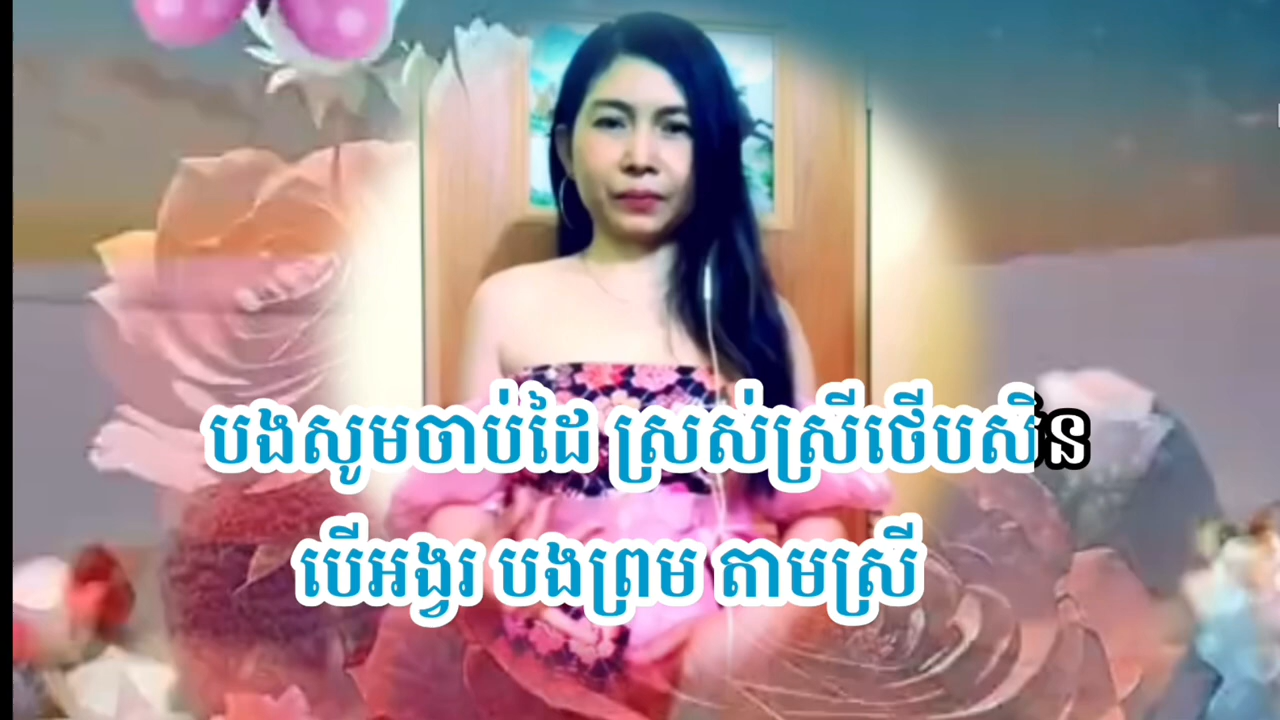 បងសូមចាប់ដៃ ស្រស់ស្រីថើបសិន
បើអង្វរ បងព្រម តាមស្រី